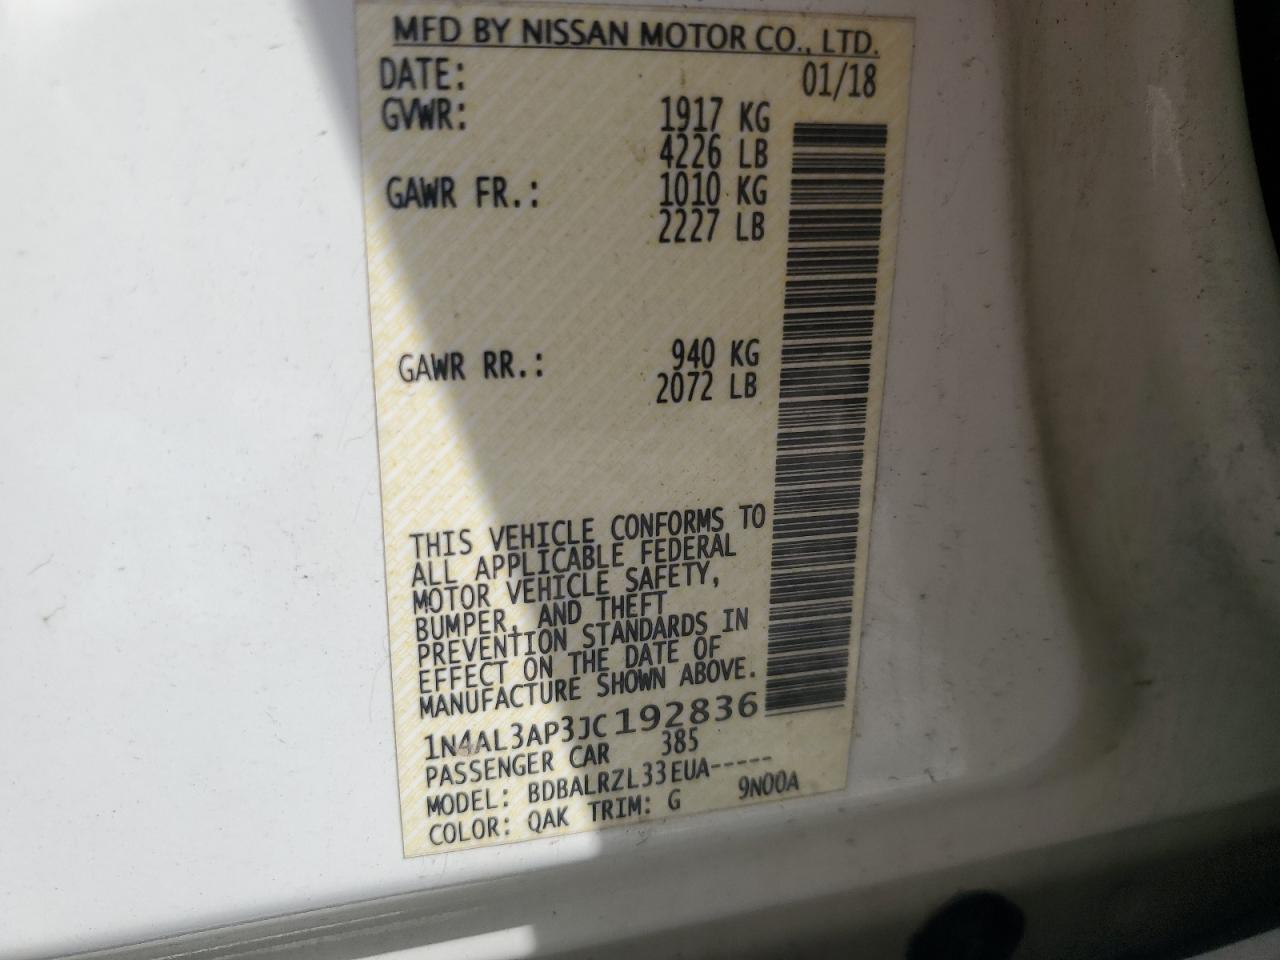 MFD BY NISSAN MOTOR CO., LTD.
DATE: 01/18
GVWR: 1917 KG
4226 LB
GAWR FR.: 1010 KG
2227 LB
GAWR RR.: 940 KG
2072 LB
THIS VEHICLE CONFORMS TO
ALL APPLICABLE FEDERAL
MOTOR VEHICLE SAFETY,
BUMPER, AND THEFT
PREVENTION STANDARDS IN
EFFECT ON THE DATE OF
MANUFACTURE SHOWN ABOVE.
1N4AL3AP3JC192836
PASSENGER CAR 385
MODEL: BDBALRZL33EUA-----
COLOR: QAK TRIM: G 9N00A